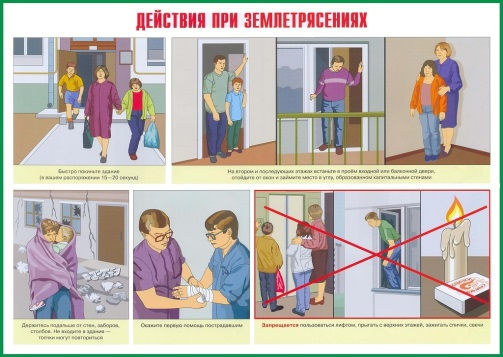 ДЕЙСТВИЯ ПРИ ЗЕМЛЕТРЯСЕНИЯХ
Быстро покиньте здание
(в вашем распоряжении 15—20 секунд)
На втором и последующих этажах встаньте в проём входной или балконной двери,
отойдите от окон и займите место в углу, образованном капитальными стенами
Держитесь подальше от стен, заборов,
столбов. Не входите в здания —
толчки могут повториться
Окажите первую помощь пострадавшим
Запрещается пользоваться лифтом, прыгать с верхних этажей, зажигать спички, свечи